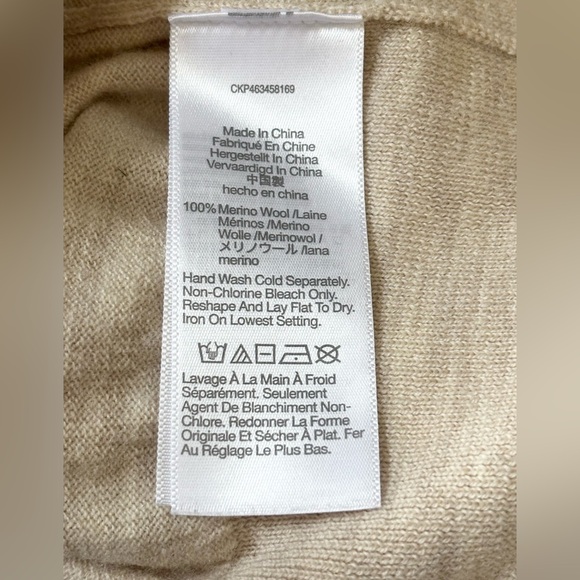 CKP463458169
Made In China
Fabriqué En Chine
Hergestellt In China
Vervaardigd In China
中国製
hecho en china
100% Merino Wool /Laine
Mérinos /Merino
Wolle /Merinowol /
メリノウール /lana
merino
Hand Wash Cold Separately.
Non-Chlorine Bleach Only.
Reshape And Lay Flat To Dry.
Iron On Lowest Setting.
Lavage À La Main À Froid
Séparément. Seulement
Agent De Blanchiment Non-
Chlore. Redonner La Forme
Originale Et Sécher À Plat. Fer
Au Réglage Le Plus Bas.